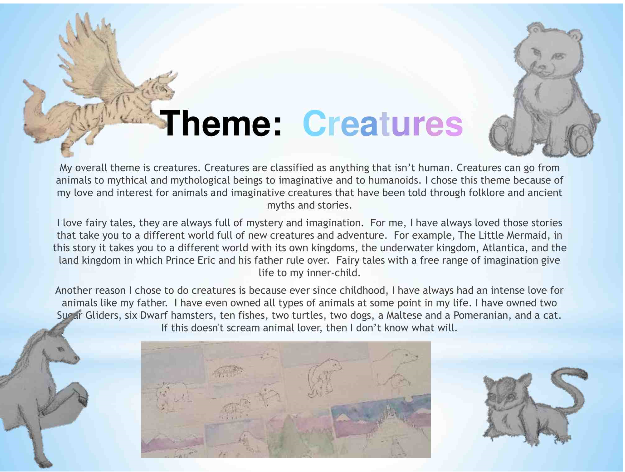 Theme: Creatures
My overall theme is creatures. Creatures are classified as anything that isn't human. Creatures can go from
animals to mythical and mythological beings to imaginative and to humanoids. I chose this theme because of
my love and interest for animals and imaginative creatures that have been told through folklore and ancient
myths and stories.
I love fairy tales, they are always full of mystery and imagination. For me, I have always loved those stories
that take you to a different world full of new creatures and adventure. For example, The Little Mermaid, in
this story it takes you to a different world with its own kingdoms, the underwater kingdom, Atlantica, and the
land kingdom in which Prince Eric and his father rule over. Fairy tales with a free range of imagination give
life to my inner-child.
Another reason I chose to do creatures is because ever since childhood, I have always had an intense love for
animals like my father. I have even owned all types of animals at some point in my life. I have owned two
Sugar Gliders, six Dwarf hamsters, ten fishes, two turtles, two dogs, a Maltese and a Pomeranian, and a cat.
If this doesn't scream animal lover, then I don't know what will.